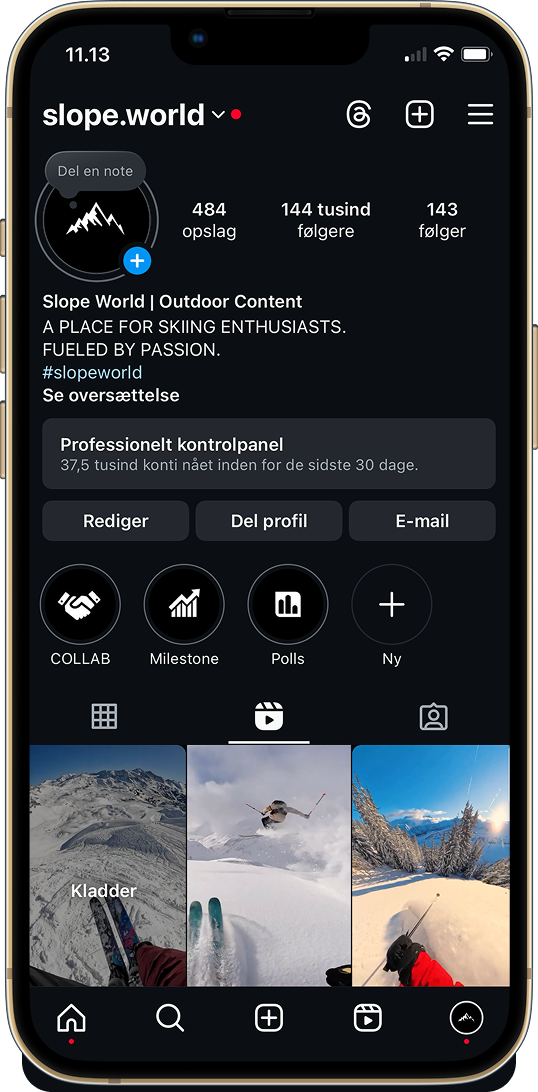 11.13
slope.world
Del en note
484
opslag
144 tusind
følgere
143
følger
Slope World | Outdoor Content
A PLACE FOR SKIING ENTHUSIASTS.
FUELED BY PASSION.
#slopeworld
Se oversættelse
Professionelt kontrolpanel
37,5 tusind konti nået inden for de sidste 30 dage.
Rediger
Del profil
E-mail
COLLAB
Milestone
Polls
Ny
Kladder